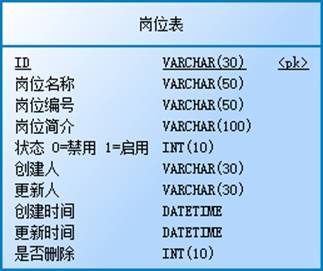 岗位表
ID VARCHAR(30) <pk>
岗位名称 VARCHAR(50)
岗位编号 VARCHAR(50)
岗位简介 VARCHAR(100)
状态 0=禁用 1=启用 INT(10)
创建人 VARCHAR(30)
更新人 VARCHAR(30)
创建时间 DATETIME
更新时间 DATETIME
是否删除 INT(10)